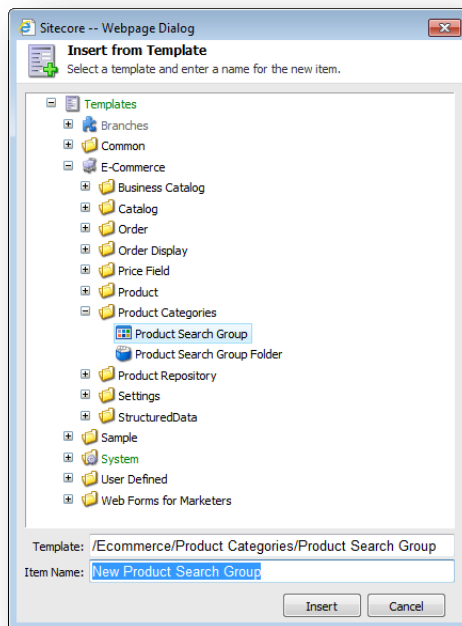 Sitecore -- Webpage Dialog
Insert from Template
Select a template and enter a name for the new item.
Templates
Branches
Common
E-Commerce
Business Catalog
Catalog
Order
Order Display
Price Field
Product
Product Categories
Product Search Group
Product Search Group Folder
Product Repository
Settings
StructuredData
Sample
System
User Defined
Web Forms for Marketers
Template: /Ecommerce/Product Categories/Product Search Group
Item Name: New Product Search Group
Insert Cancel